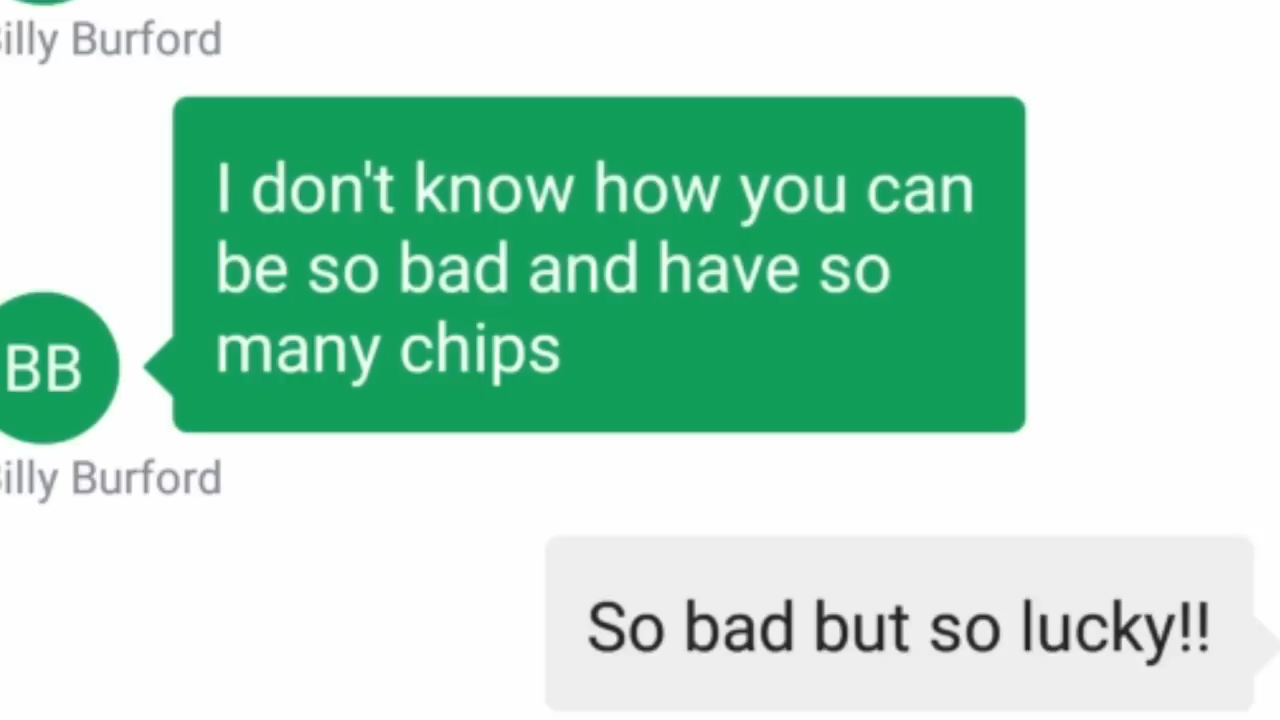 illy Burford
I don't know how you can
be so bad and have so
many chips
BB
illy Burford
So bad but so lucky!!